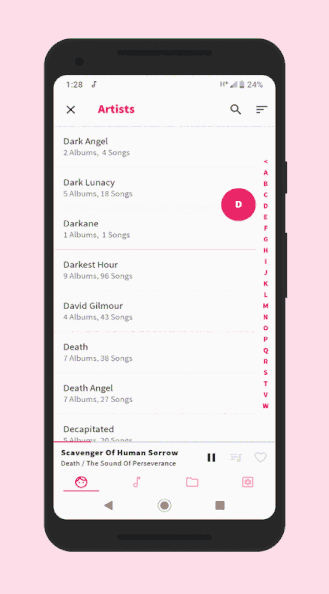 1:28 H+ 24%
Artists
Dark Angel
2 Albums, 4 Songs
Dark Lunacy
5 Albums, 18 Songs
D
Darkane
1 Albums, 1 Songs
Darkest Hour
9 Albums, 96 Songs
David Gilmour
4 Albums, 43 Songs
Death
7 Albums, 38 Songs
Death Angel
7 Albums, 27 Songs
Decapitated
5 Albums, 20 Songs
<
A
B
C
D
E
F
G
H
I
J
K
L
M
N
O
P
Q
R
S
T
V
W
Scavenger Of Human Sorrow
Death / The Sound Of Perseverance